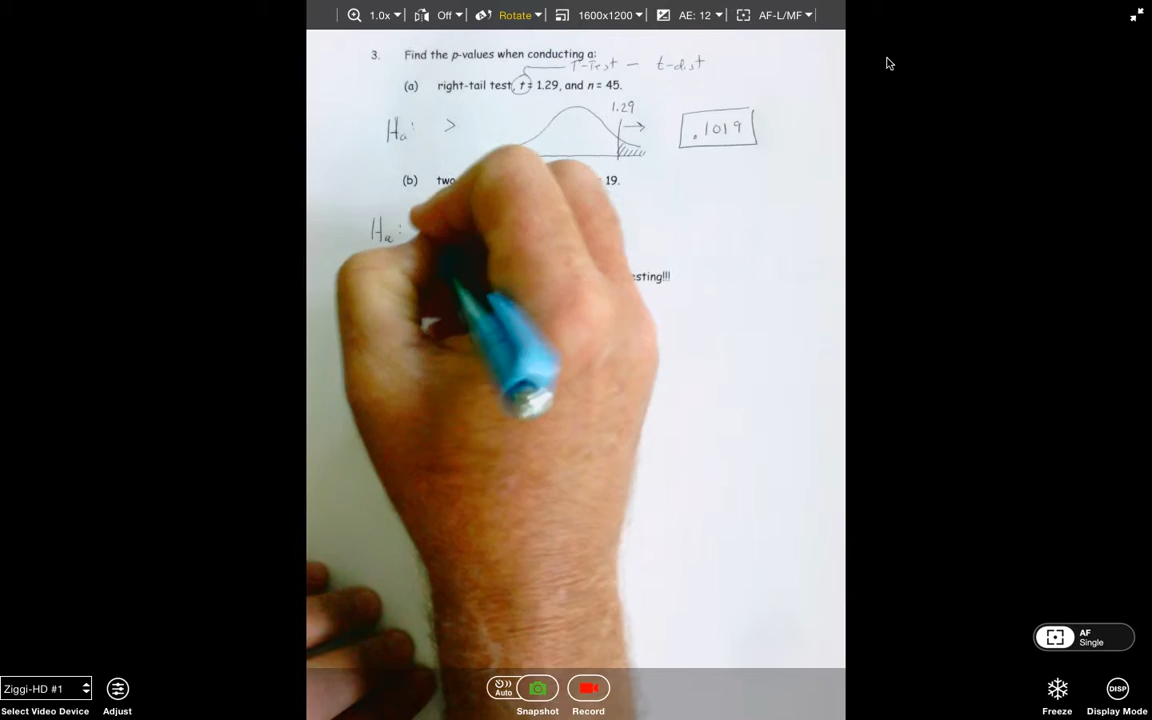 1.0x Off Rotate 1600x1200 AE: 12 AF-L/MF
3. Find the p-values when conducting a:
T-Test - t-dist
(a) right-tail test, t = 1.29, and n = 45.
1.29
Ha: > .1019
(b) 19.
Ha:
AF
Single
Ziggi-HD #1
Auto
Select Video Device Adjust Snapshot Record Freeze Display Mode
DISP